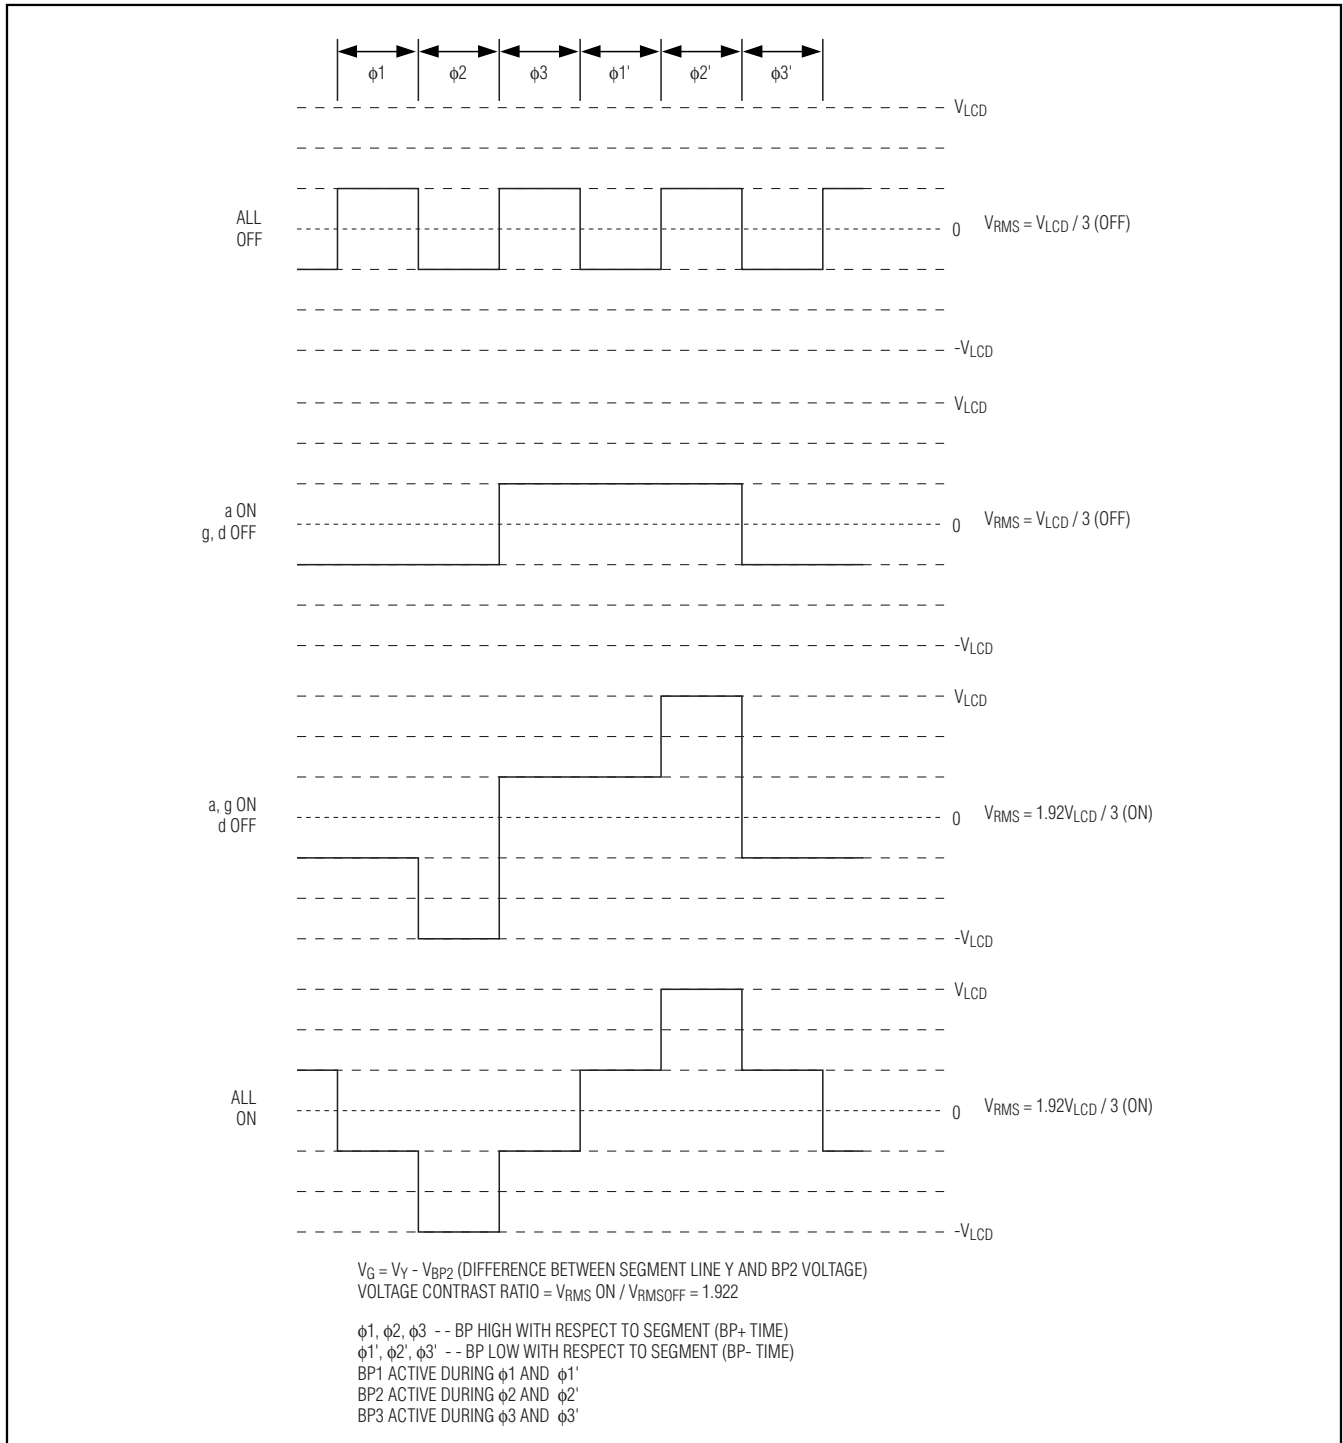 ϕ1 ϕ2 ϕ3 ϕ1' ϕ2' ϕ3'
VLCD
ALL
OFF
0 VRMS = VLCD / 3 (OFF)
-VLCD
VLCD
a ON
g, d OFF
0 VRMS = VLCD / 3 (OFF)
-VLCD
VLCD
a, g ON
d OFF
0 VRMS = 1.92VLCD / 3 (ON)
-VLCD
VLCD
ALL
ON
0 VRMS = 1.92VLCD / 3 (ON)
-VLCD
VG = VY - VBP2 (DIFFERENCE BETWEEN SEGMENT LINE Y AND BP2 VOLTAGE)
VOLTAGE CONTRAST RATIO = VRMS ON / VRMSOFF = 1.922
ϕ1, ϕ2, ϕ3 - - BP HIGH WITH RESPECT TO SEGMENT (BP+ TIME)
ϕ1', ϕ2', ϕ3' - - BP LOW WITH RESPECT TO SEGMENT (BP- TIME)
BP1 ACTIVE DURING ϕ1 AND ϕ1'
BP2 ACTIVE DURING ϕ2 AND ϕ2'
BP3 ACTIVE DURING ϕ3 AND ϕ3'